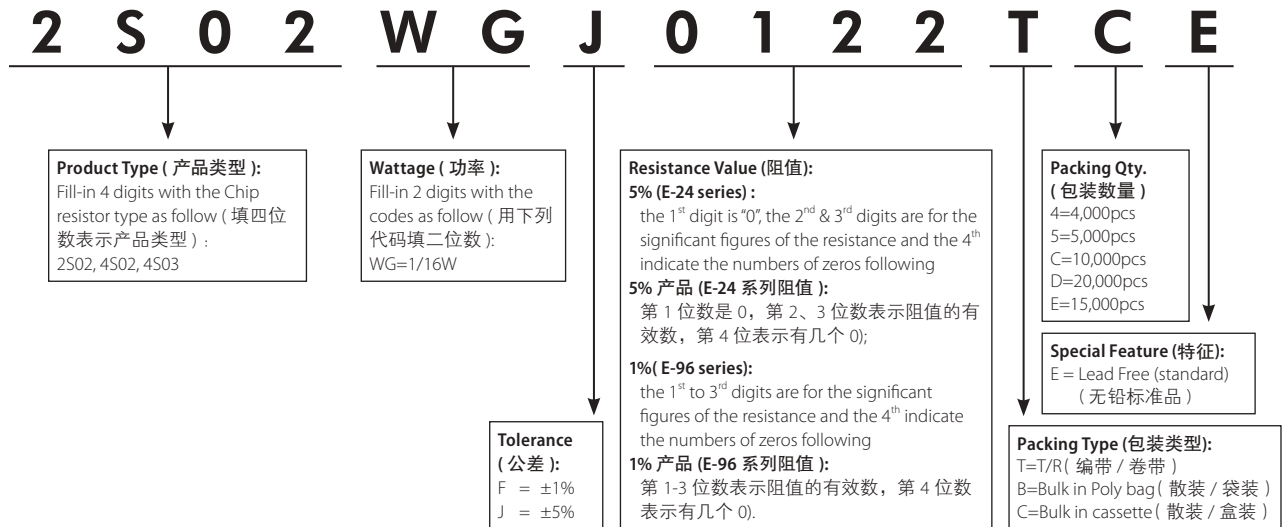 2 S 0 2 W G J 0 1 2 2 T C E
Product Type ( 产品类型 ):
Fill-in 4 digits with the Chip
resistor type as follow ( 填四位
数表示产品类型 ) :
2S02, 4S02, 4S03
Wattage ( 功率 ):
Fill-in 2 digits with the
codes as follow ( 用下列
代码填二位数 ):
WG=1/16W
Tolerance
( 公差 ):
F = ±1%
J = ±5%
Resistance Value (阻值):
5% (E-24 series) :
the 1st digit is “0”, the 2nd & 3rd digits are for the
significant figures of the resistance and the 4th
indicate the numbers of zeros following
5% 产品 (E-24 系列阻值 ):
第 1 位数是 0，第 2、3 位数表示阻值的有
效数，第 4 位表示有几个 0);
1%( E-96 series):
the 1st to 3rd digits are for the significant
figures of the resistance and the 4th indicate
the numbers of zeros following
1% 产品 (E-96 系列阻值 ):
第 1-3 位数表示阻值的有效数，第 4 位数
表示有几个 0).
Packing Qty.
( 包装数量 )
4=4,000pcs
5=5,000pcs
C=10,000pcs
D=20,000pcs
E=15,000pcs
Special Feature (特征):
E = Lead Free (standard)
( 无铅标准品 )
Packing Type (包装类型):
T=T/R( 编带 / 卷带 )
B=Bulk in Poly bag( 散装 / 袋装 )
C=Bulk in cassette( 散装 / 盒装 )